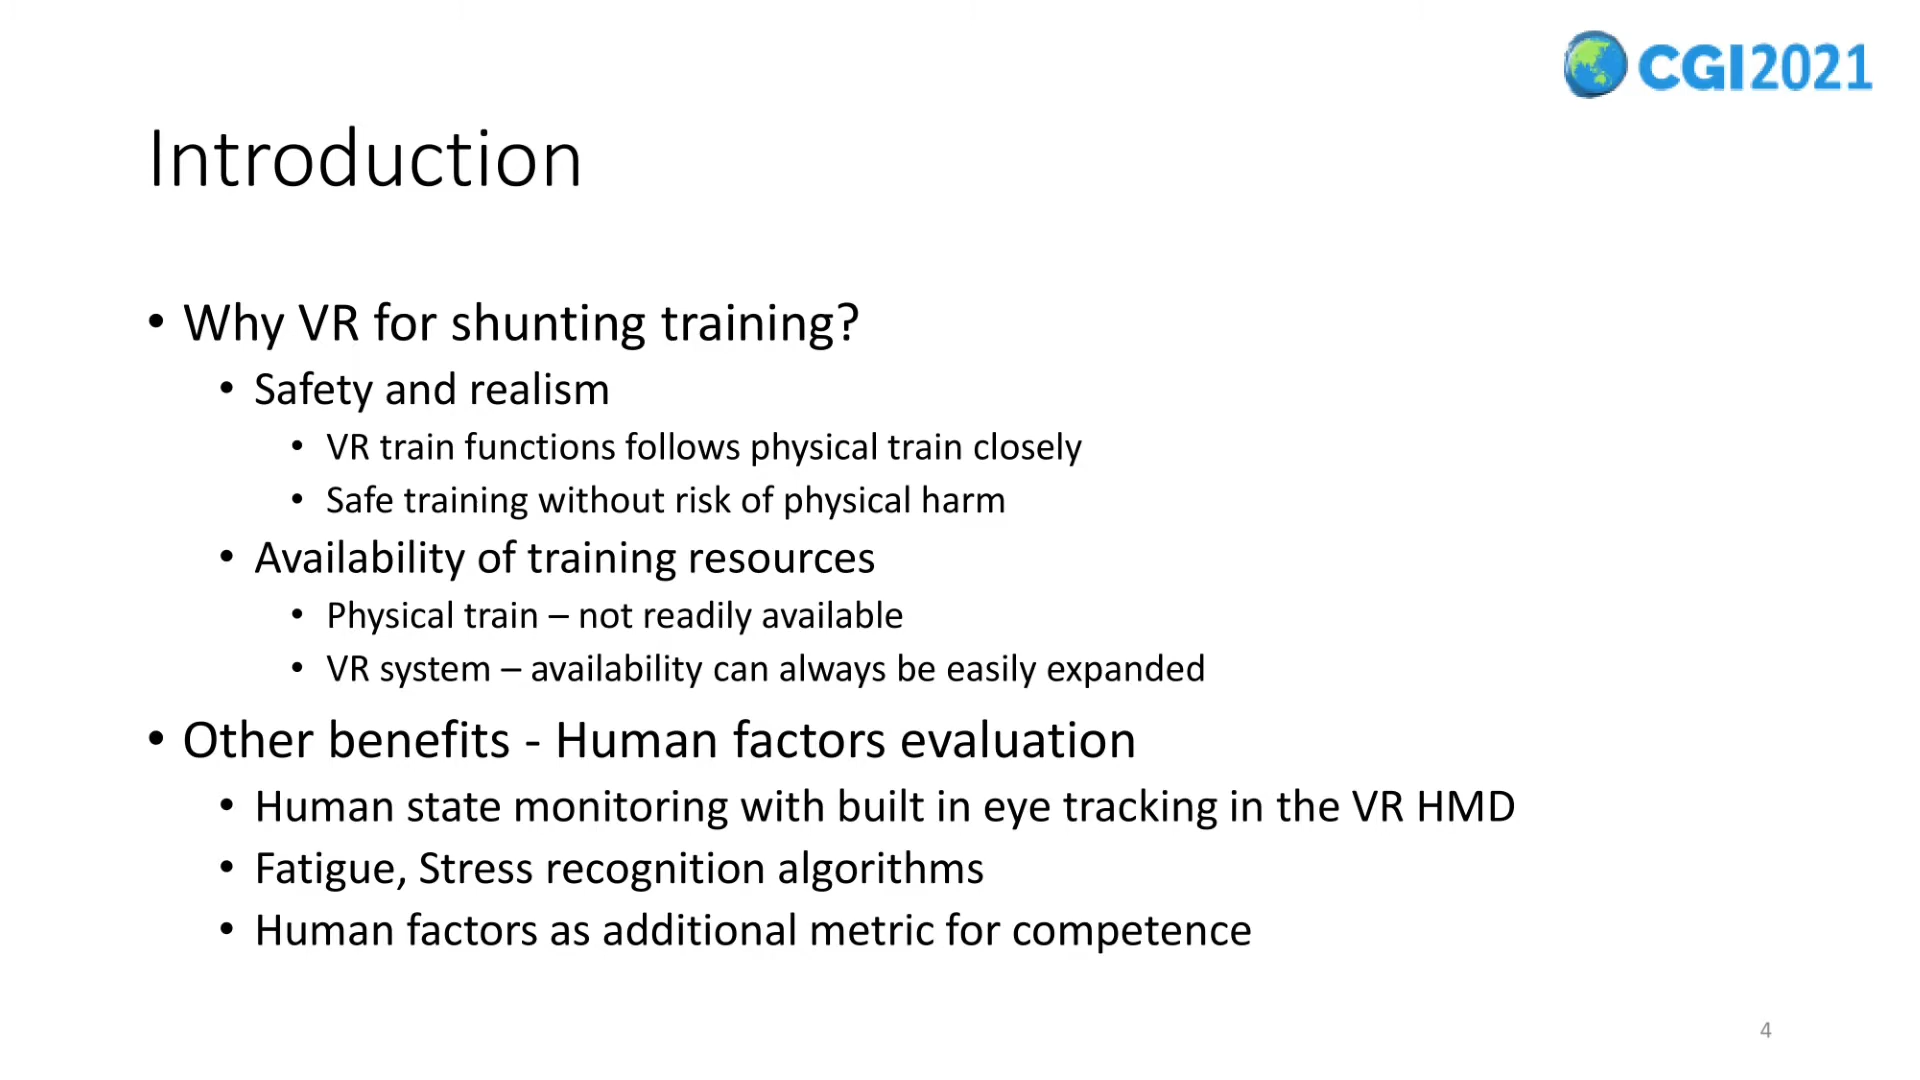 CGI2021
Introduction
• Why VR for shunting training?
• Safety and realism
• VR train functions follows physical train closely
• Safe training without risk of physical harm
• Availability of training resources
• Physical train – not readily available
• VR system – availability can always be easily expanded
• Other benefits - Human factors evaluation
• Human state monitoring with built in eye tracking in the VR HMD
• Fatigue, Stress recognition algorithms
• Human factors as additional metric for competence
4